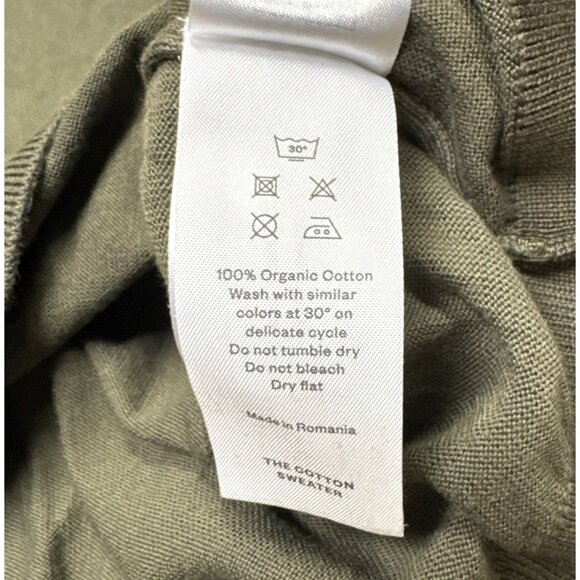 30°
100% Organic Cotton
Wash with similar
colors at 30° on
delicate cycle
Do not tumble dry
Do not bleach
Dry flat
Made in Romania
THE COTTON
SWEATER